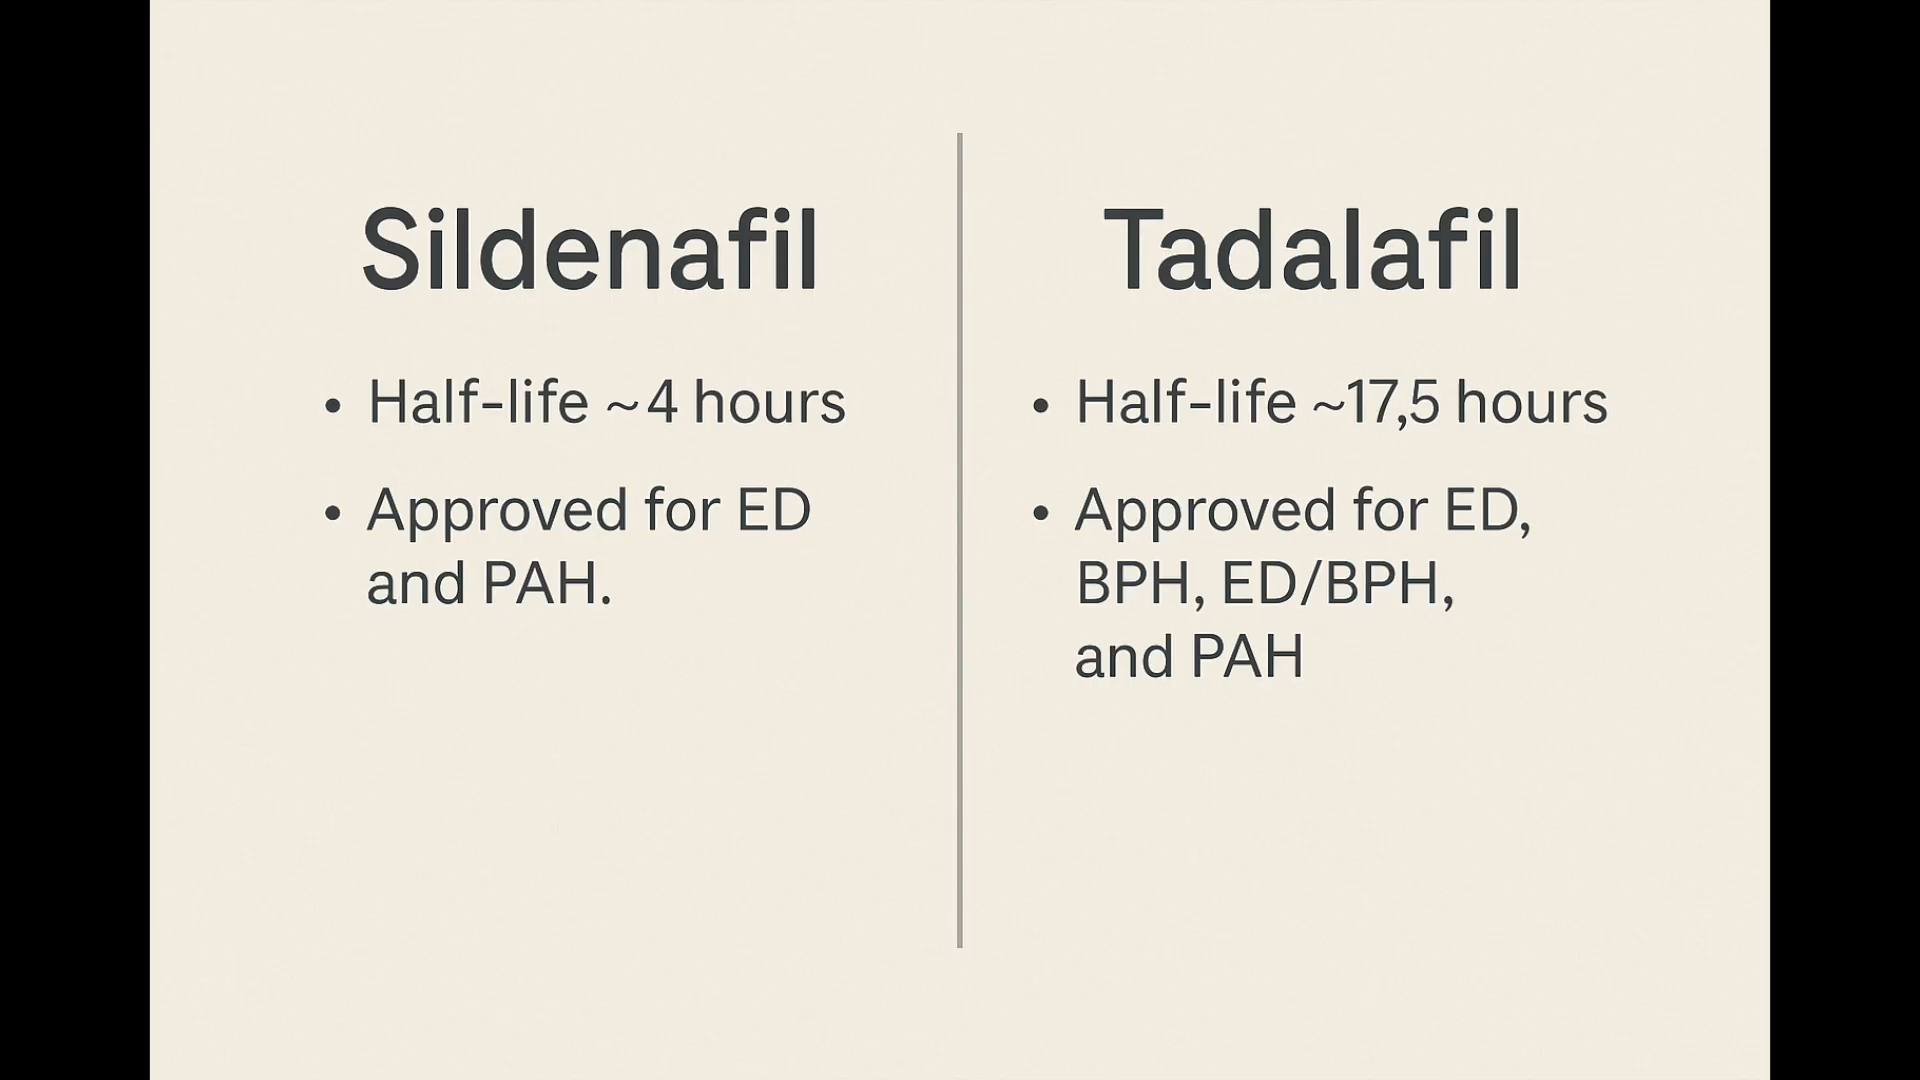 Sildenafil
• Half-life ~4 hours
• Approved for ED
and PAH.
Tadalafil
• Half-life ~17,5 hours
• Approved for ED,
BPH, ED/BPH,
and PAH